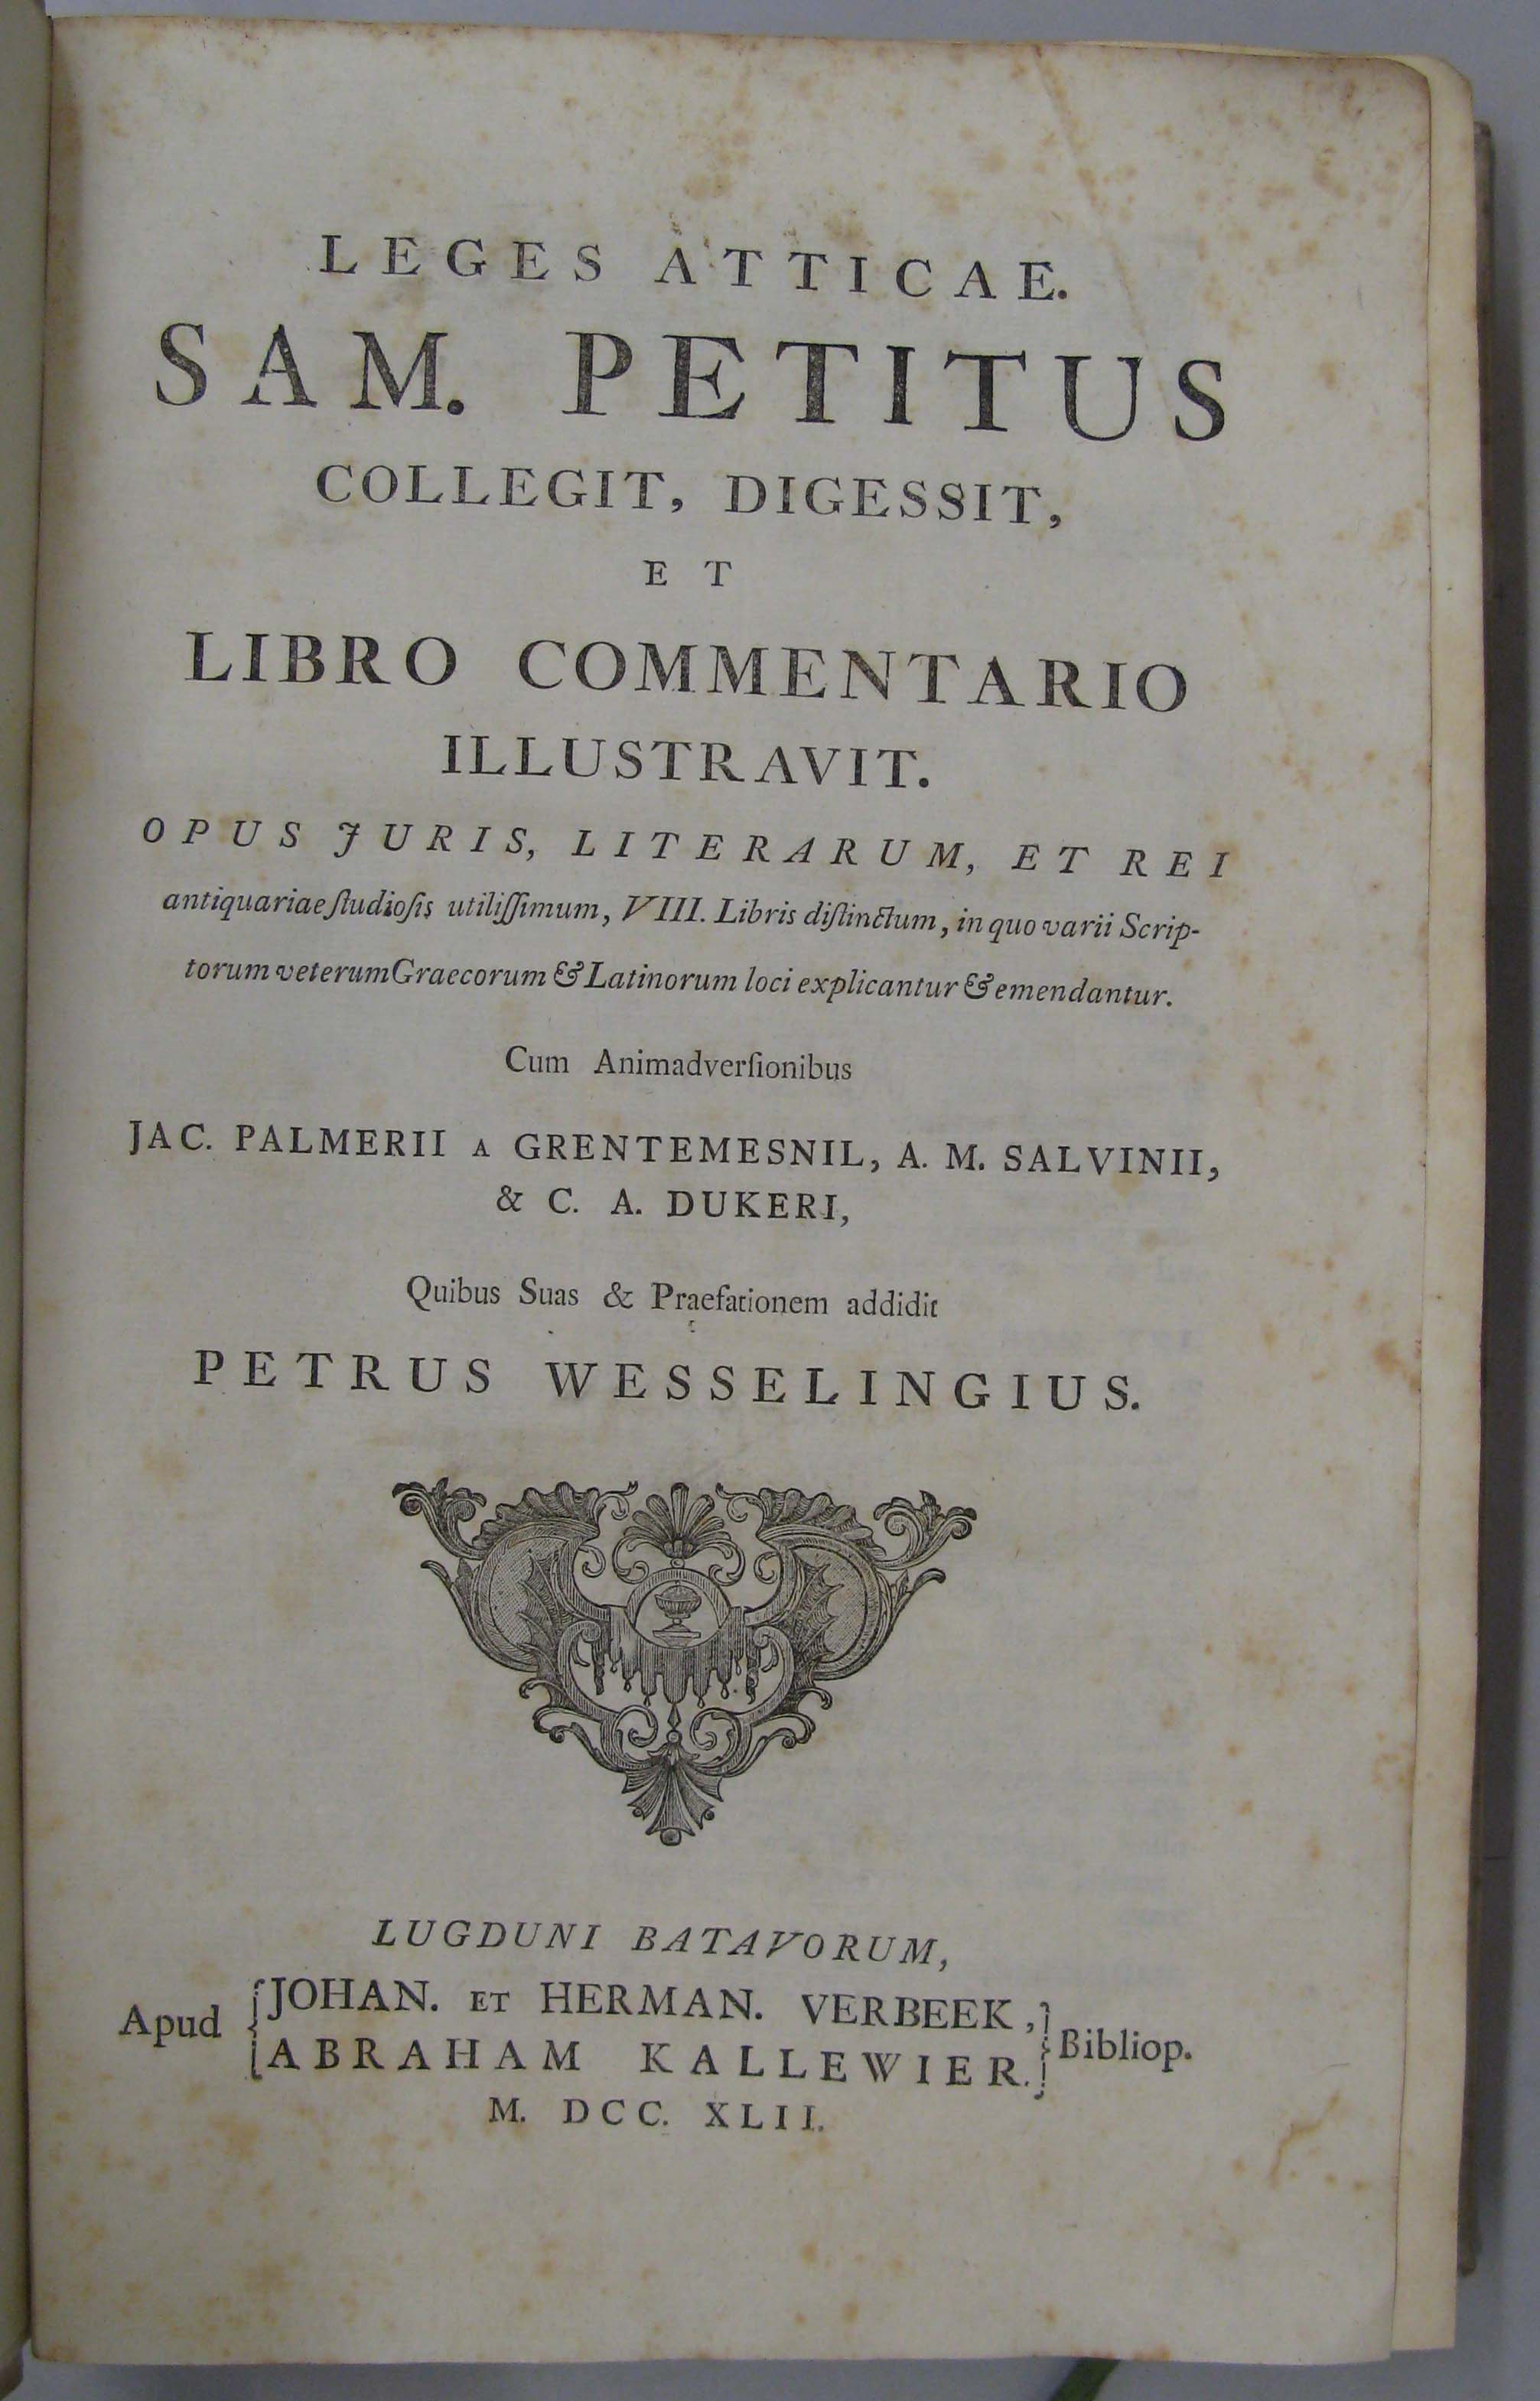 LEGES ATTICAE.
SAM. PETITUS
COLLEGIT, DIGESSIT,
ET
LIBRO COMMENTARIO
ILLUSTRAVIT.
OPUS JURIS, LITERARUM, ET REI
antiquariae ſtudioſis utiliſſimum, VIII. Libris diſtinctum, in quo varii Scrip-
torum veterum Graecorum & Latinorum loci explicantur & emendantur.
Cum Animadverſionibus
JAC. PALMERII A GRENTEMESNIL, A. M. SALVINII,
& C. A. DUKERI,
Quibus Suas & Praefationem addidit
PETRUS WESSELINGIUS.
LUGDUNI BATAVORUM,
Apud { JOHAN. ET HERMAN. VERBEEK, } Bibliop.
ABRAHAM KALLEWIER.
M. DCC. XLII.